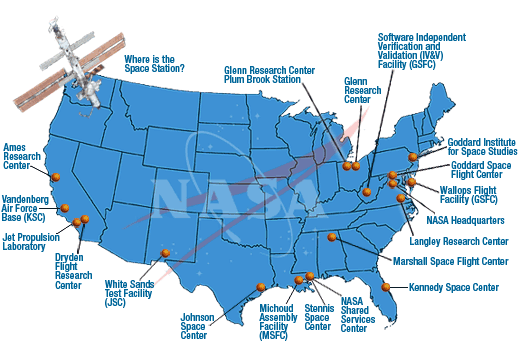 Where is the
Space Station?
Software Independent
Verification and
Validation (IV&V)
Facility (GSFC)
Glenn Research Center
Plum Brook Station
Glenn
Research
Center
Ames
Research
Center
Goddard Institute
for Space Studies
Goddard Space
Flight Center
Wallops Flight
Facility (GSFC)
NASA Headquarters
Langley Research Center
Marshall Space Flight Center
Kennedy Space Center
Vandenberg
Air Force
Base (KSC)
Jet Propulsion
Laboratory
Dryden
Flight
Research
Center
White Sands
Test Facility
(JSC)
Johnson
Space
Center
Michoud
Assembly
Facility
(MSFC)
Stennis
Space
Center
NASA
Shared
Services
Center
NASA